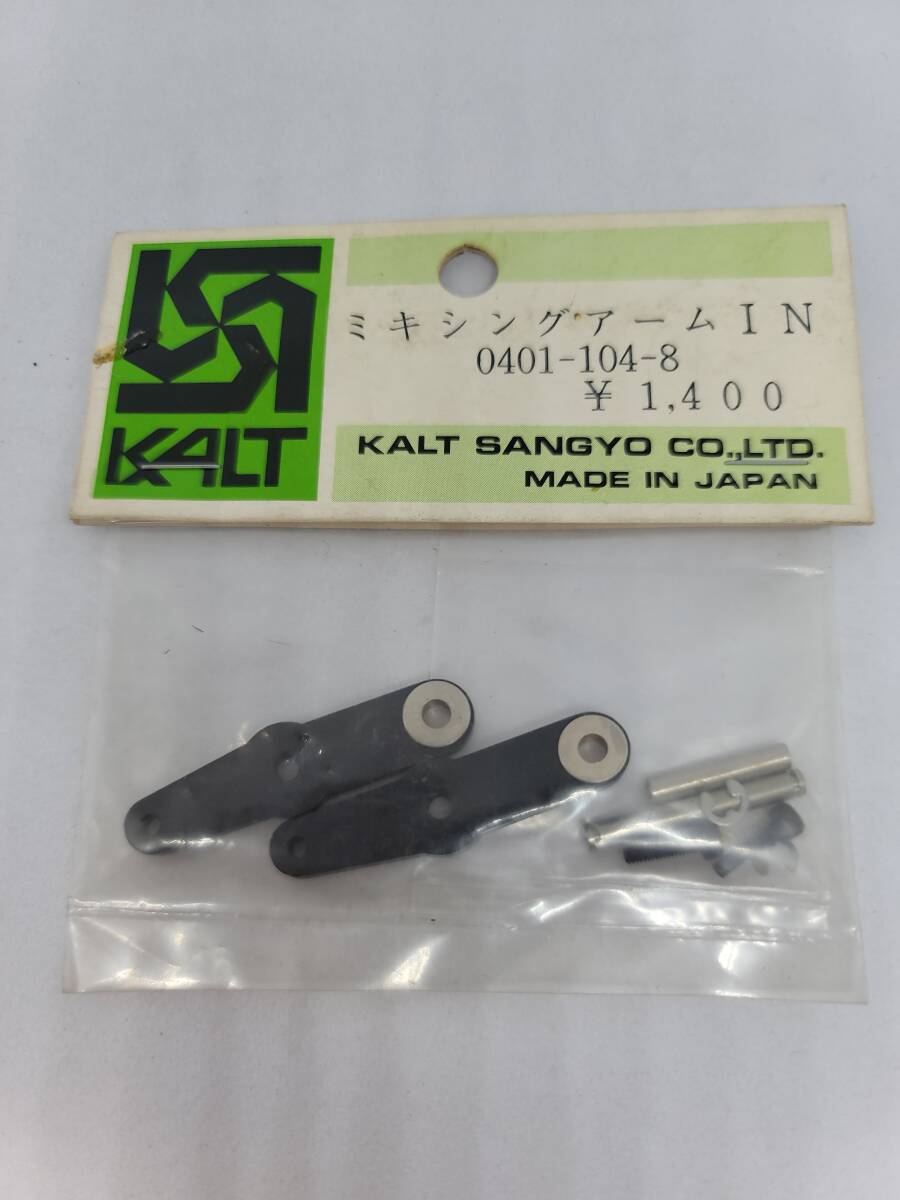 KALT
ミキシングアームIN
0401-104-8
¥1,400
KALT SANGYO CO.,LTD.
MADE IN JAPAN